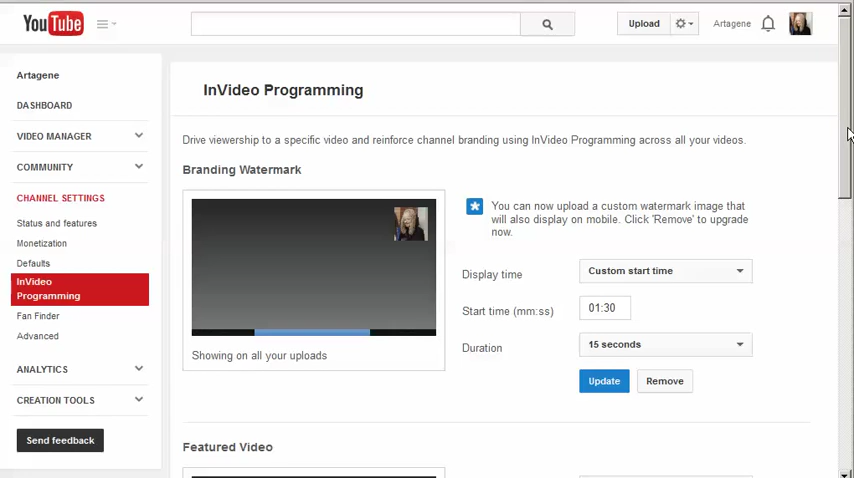 YouTube
Upload
Artagene
Artagene
DASHBOARD
VIDEO MANAGER
COMMUNITY
CHANNEL SETTINGS
Status and features
Monetization
Defaults
InVideo
Programming
Fan Finder
Advanced
ANALYTICS
CREATION TOOLS
Send feedback
InVideo Programming
Drive viewership to a specific video and reinforce channel branding using InVideo Programming across all your videos.
Branding Watermark
Showing on all your uploads
You can now upload a custom watermark image that
will also display on mobile. Click 'Remove' to upgrade
now.
Display time
Custom start time
Start time (mm:ss)
01:30
Duration
15 seconds
Update
Remove
Featured Video